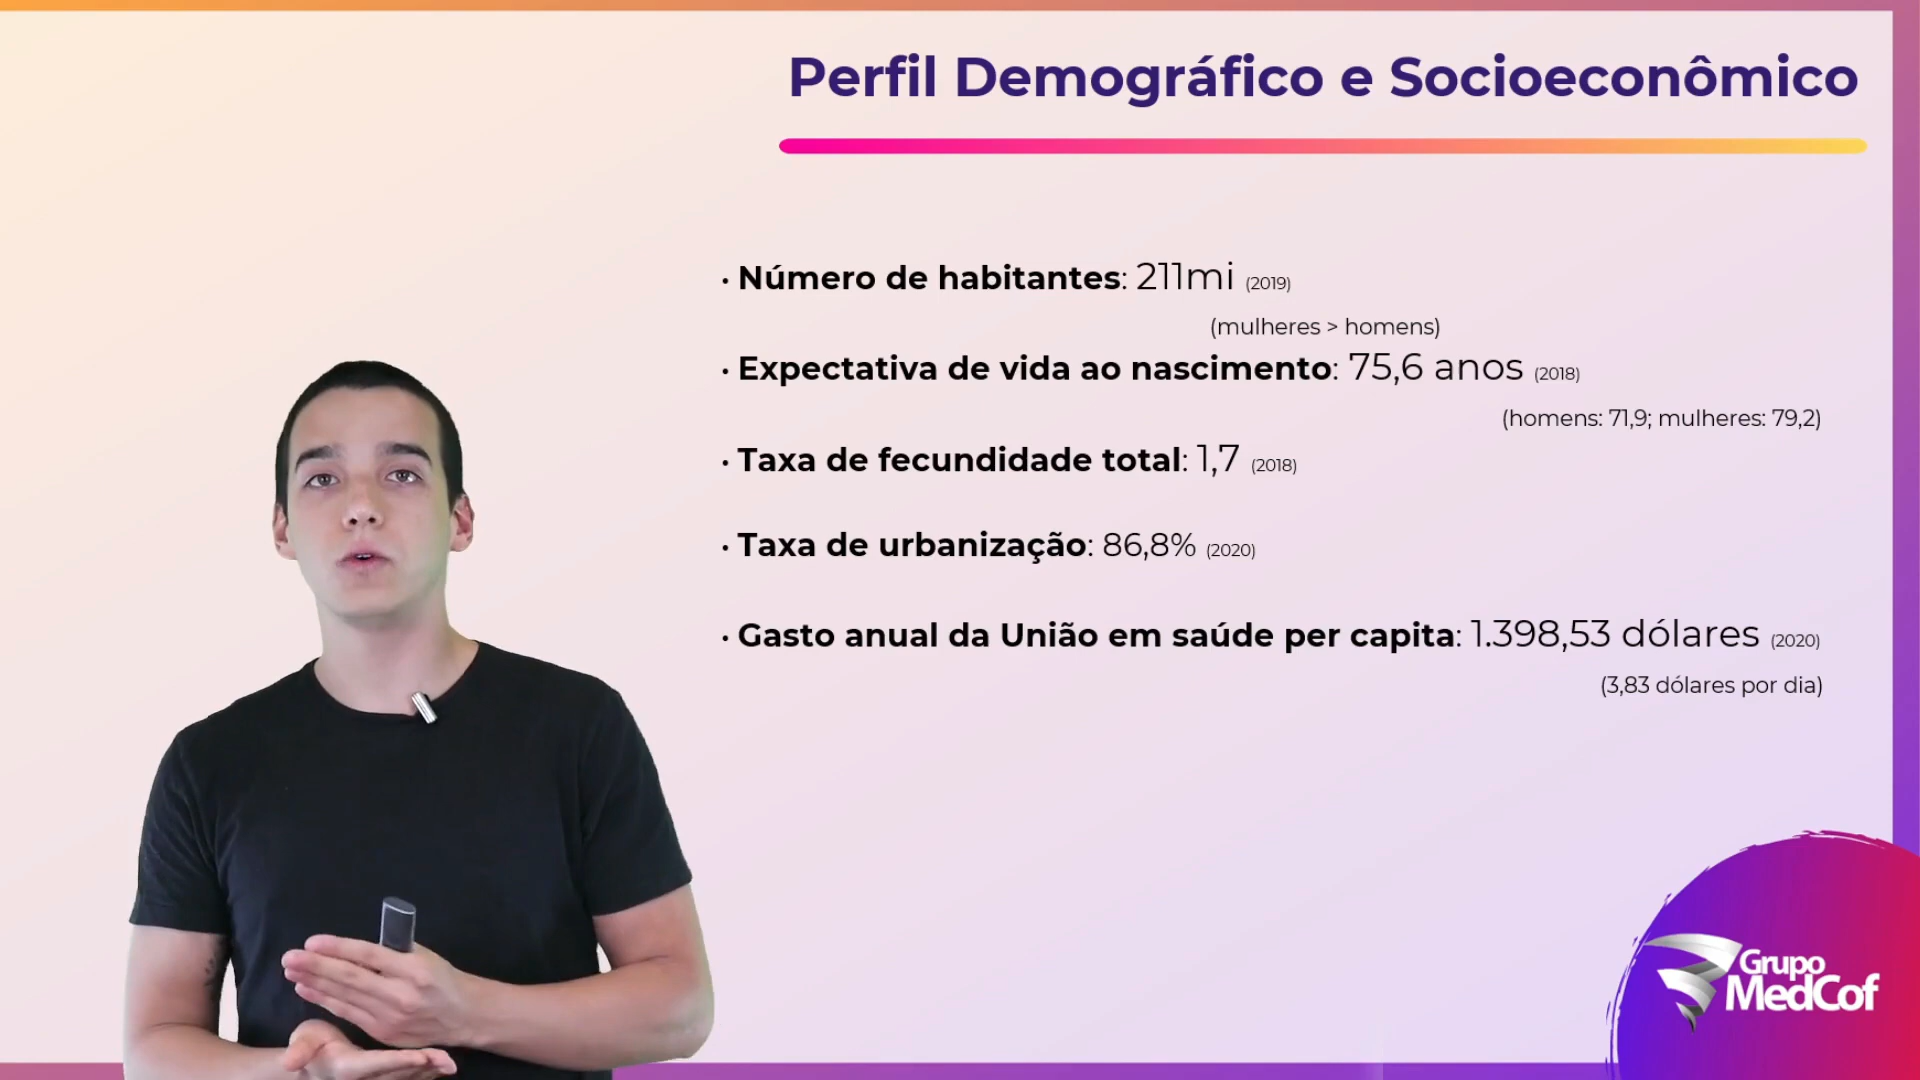 Perfil Demográfico e Socioeconômico
• Número de habitantes: 211mi (2019)
(mulheres > homens)
• Expectativa de vida ao nascimento: 75,6 anos (2018)
(homens: 71,9; mulheres: 79,2)
• Taxa de fecundidade total: 1,7 (2018)
• Taxa de urbanização: 86,8% (2020)
• Gasto anual da União em saúde per capita: 1.398,53 dólares (2020)
(3,83 dólares por dia)
Grupo
MedCof